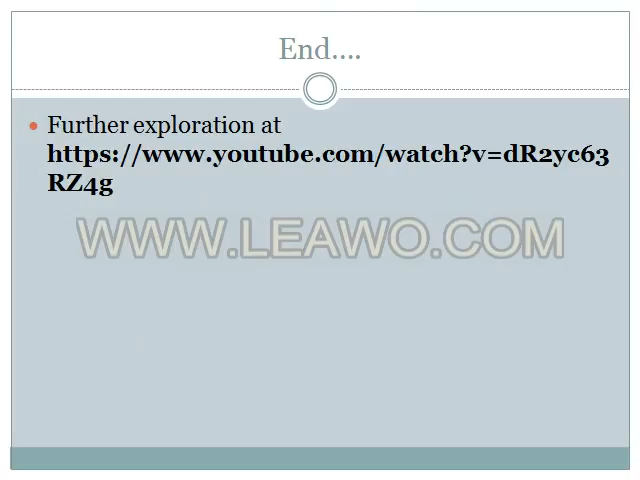 End....
Further exploration at
https://www.youtube.com/watch?v=dR2yc63
RZ4g
WWW.LEAWO.COM